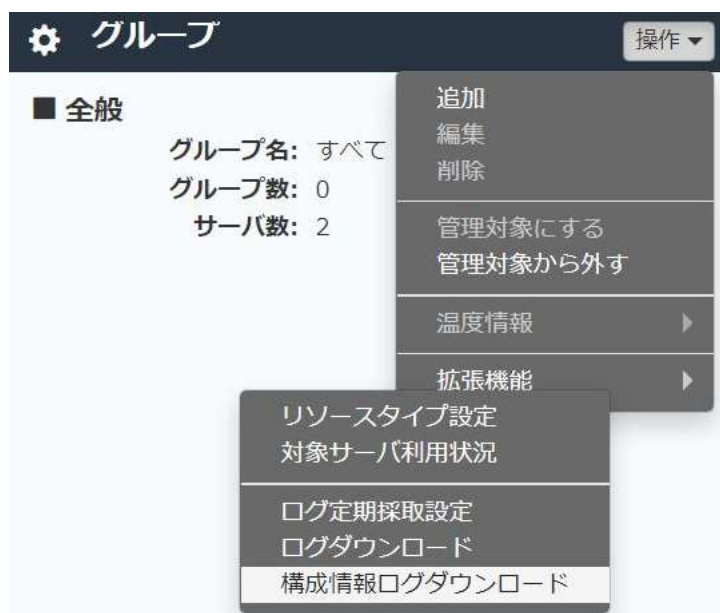 グループ
操作
■ 全般
グループ名: すべて
グループ数: 0
サーバ数: 2
追加
編集
削除
管理対象にする
管理対象から外す
温度情報
拡張機能
リソースタイプ設定
対象サーバ利用状況
ログ定期採取設定
ログダウンロード
構成情報ログダウンロード